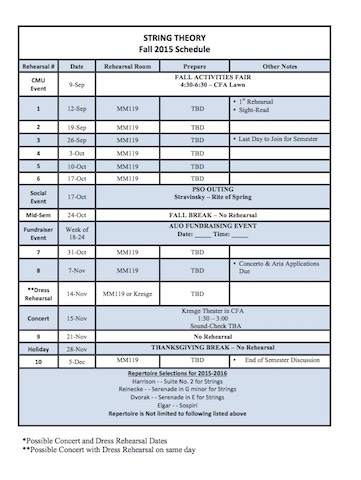 STRING THEORY
Fall 2015 Schedule
Rehearsal # Date Rehearsal Room Prepare Other Notes
CMU Event 9-Sep FALL ACTIVITIES FAIR
4:30-6:30 – CFA Lawn
1 12-Sep MM119 TBD • 1st Rehearsal
• Sight-Read
2 19-Sep MM119 TBD
3 26-Sep MM119 TBD • Last Day to Join for Semester
4 3-Oct MM119 TBD
5 10-Oct MM119 TBD
6 17-Oct MM119 TBD
Social Event 17-Oct PSO OUTING
Stravinsky – Rite of Spring
Mid-Sem 24-Oct FALL BREAK – No Rehearsal
Fundraiser Event Week of 18-24 AUO FUNDRAISING EVENT
Date: _____ Time: _____
7 31-Oct MM119 TBD
8 7-Nov MM119 TBD • Concerto & Aria Applications Due
**Dress Rehearsal 14-Nov MM119 or Kresge TBD
Concert 15-Nov Kresge Theater in CFA
1:30 – 3:00
Sound-Check TBA
9 21-Nov No Rehearsal
Holiday 28-Nov THANKSGIVING BREAK – No Rehearsal
10 5-Dec MM119 TBD • End of Semester Discussion
Repertoire Selections for 2015-2016
Harrison - - Suite No. 2 for Strings
Reinecke - - Serenade in G minor for Strings
Dvorak - - Serenade in E for Strings
Elgar - - Sospiri
Repertoire is Not limited to following listed above
*Possible Concert and Dress Rehearsal Dates
**Possible Concert with Dress Rehearsal on same day